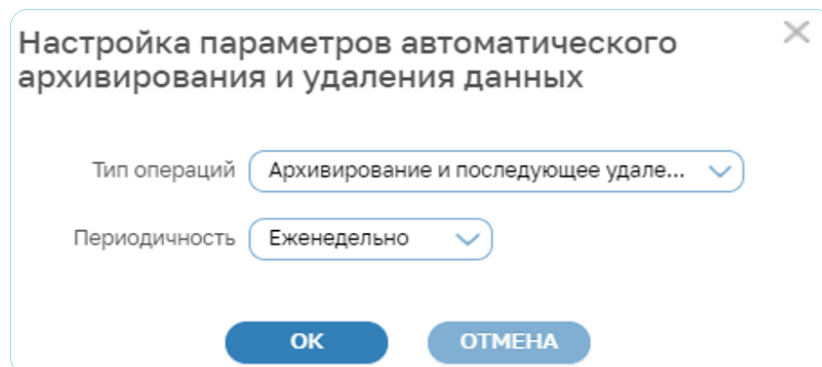 Настройка параметров автоматического
архивирования и удаления данных
Тип операций Архивирование и последующее удале...
Периодичность Еженедельно
ОК ОТМЕНА